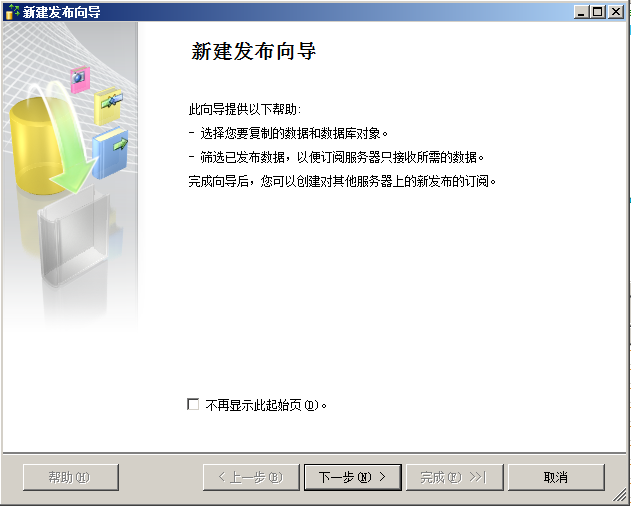 新建发布向导
新建发布向导
此向导提供以下帮助:
- 选择您要复制的数据和数据库对象。
- 筛选已发布数据，以便订阅服务器只接收所需的数据。
完成向导后，您可以创建对其他服务器上的新发布的订阅。
不再显示此起始页(D)。
帮助(H)
< 上一步(B)
下一步(N) >
完成(F) >>|
取消